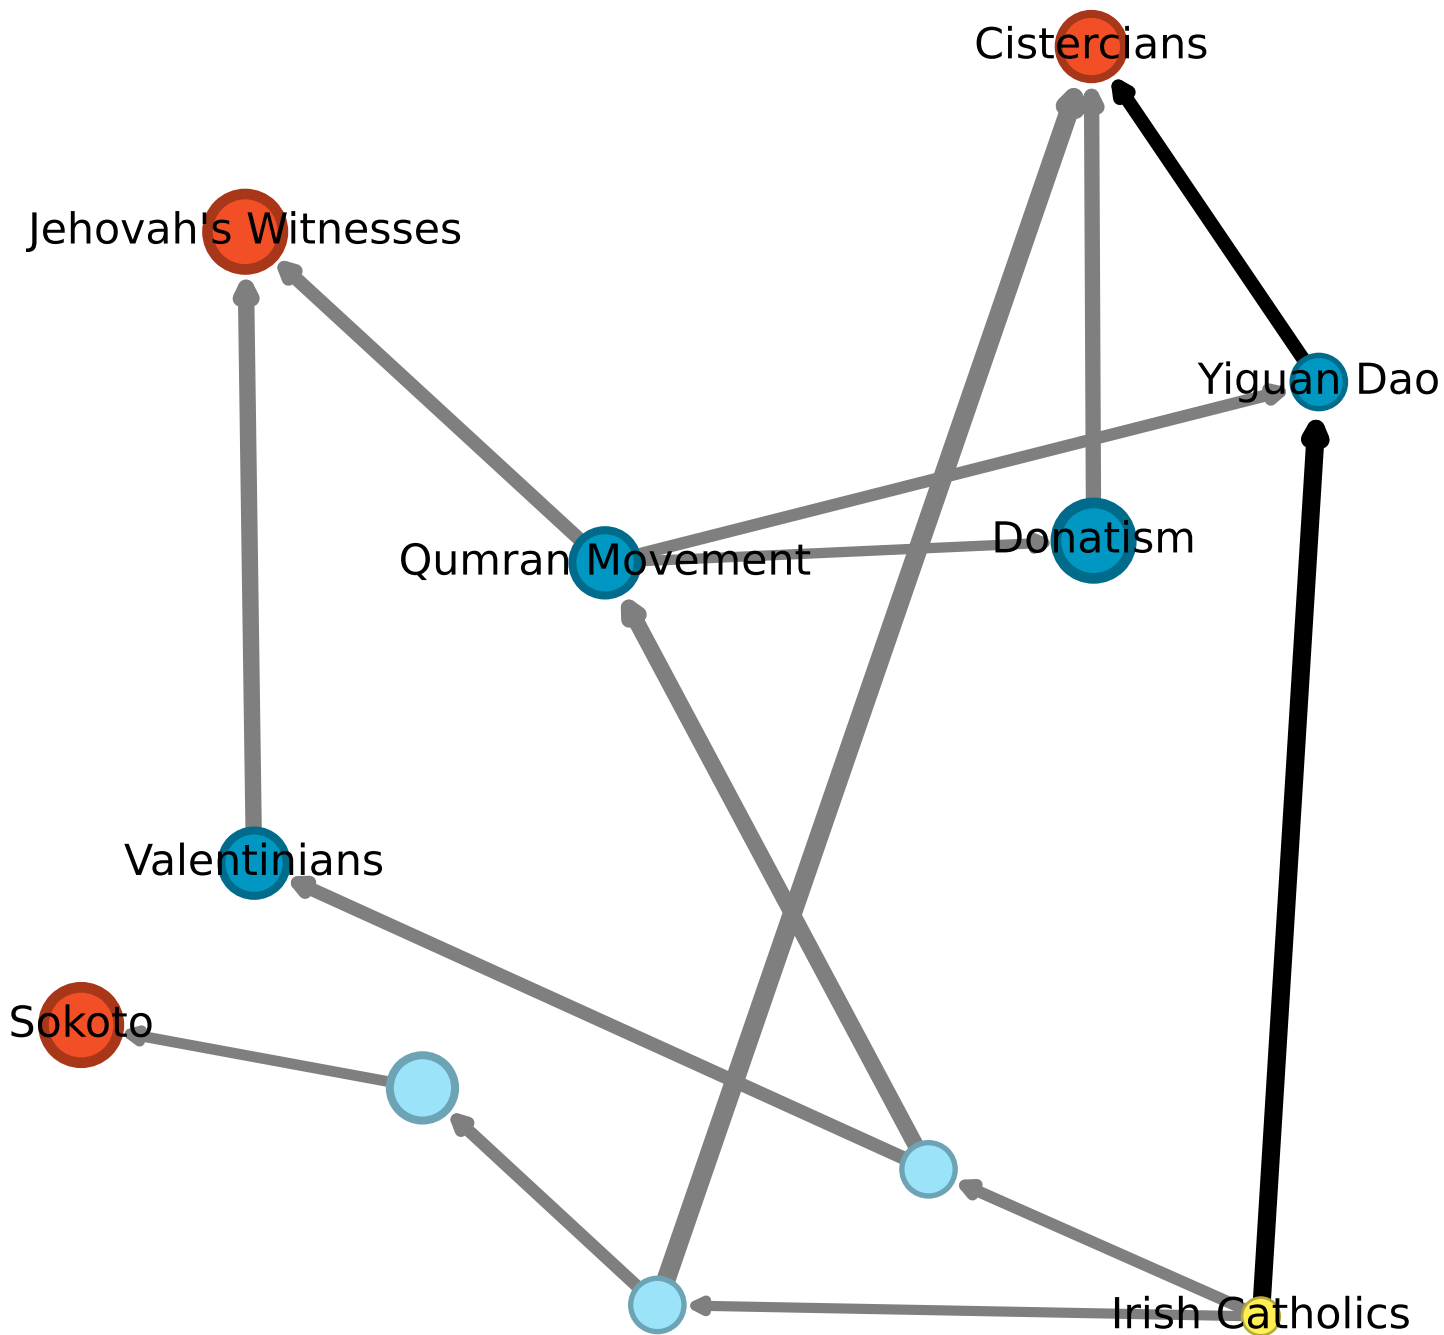 Cistercians
Jehovah's Witnesses
Yiguan Dao
Donatism
Qumran Movement
Valentinians
Sokoto
Irish Catholics